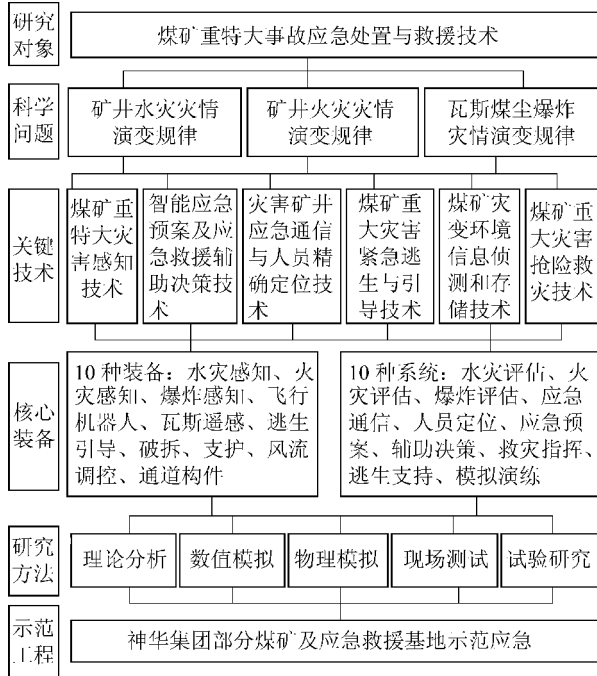 研究
对象
煤矿重特大事故应急处置与救援技术
科学
问题
矿井水灾灾情
演变规律
矿井火灾灾情
演变规律
瓦斯煤尘爆炸
灾情演变规律
关键
技术
煤矿重
特大灾
害感知
技术
智能应急
预案及应
急救援辅
助决策技
术
灾害矿井
应急通信
与人员精
确定位技
术
煤矿重
大灾害
紧急逃
生与引
导技术
煤矿灾
变环境
信息侦
测和存
储技术
煤矿重
大灾害
抢险救
灾技术
核心
装备
10 种装备：水灾感知、火
灾感知、爆炸感知、飞行
机器人、瓦斯遥感、逃生
引导、破拆、支护、风流
调控、通道构件
10 种系统：水灾评估、火
灾评估、爆炸评估、应急
通信、人员定位、应急预
案、辅助决策、救灾指挥、
逃生支持、模拟演练
研究
方法
理论分析
数值模拟
物理模拟
现场测试
试验研究
示范
工程
神华集团部分煤矿及应急救援基地示范应急